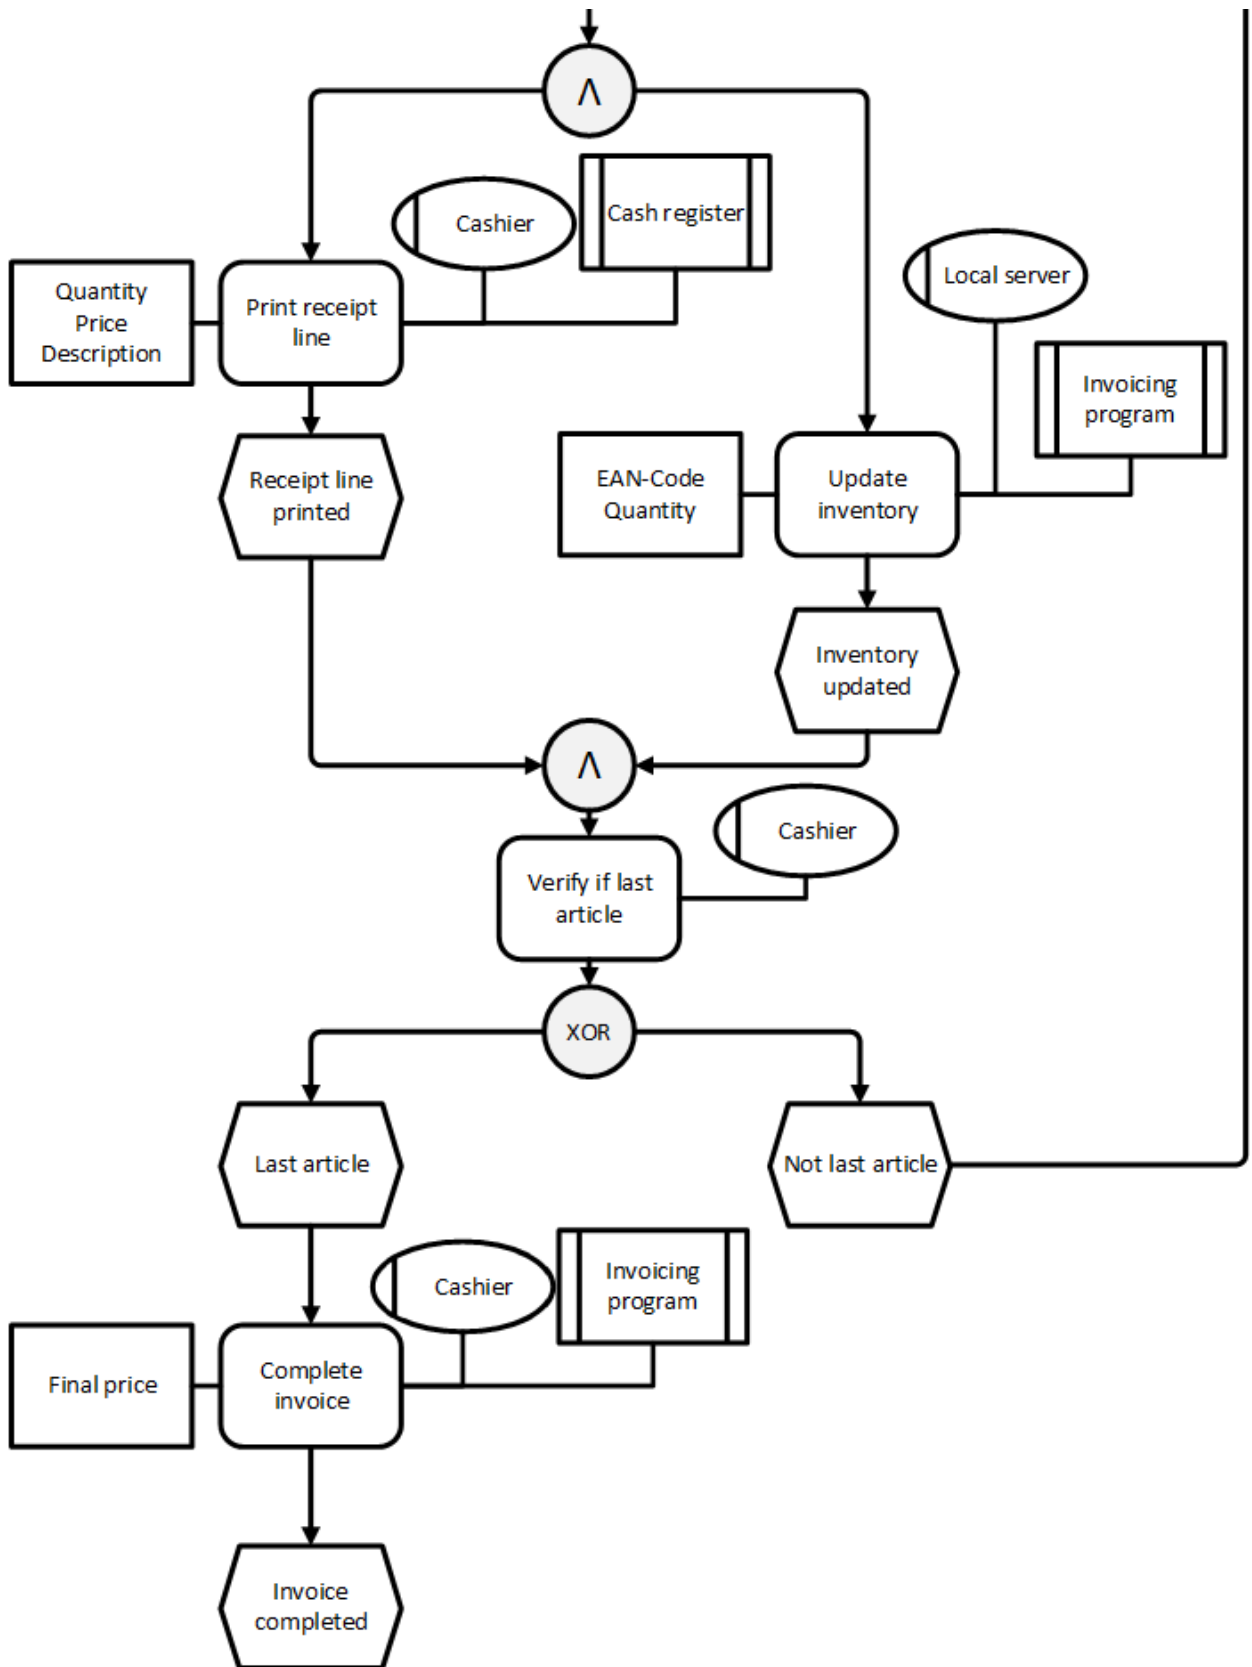 Λ
Cashier
Cash register
Local server
Quantity
Price
Description
Print receipt
line
Invoicing
program
Receipt line
printed
EAN-Code
Quantity
Update
inventory
Inventory
updated
Λ
Cashier
Verify if last
article
XOR
Last article
Not last article
Cashier
Invoicing
program
Final price
Complete
invoice
Invoice
completed